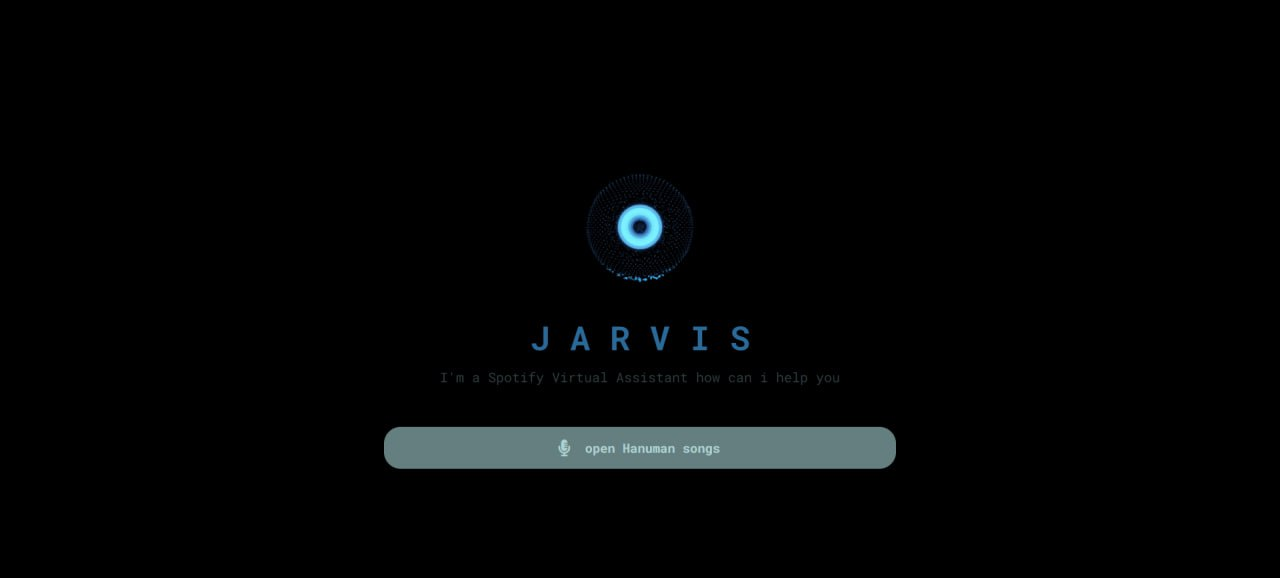 J A R V I S
I'm a Spotify Virtual Assistant how can i help you
open Hanuman songs